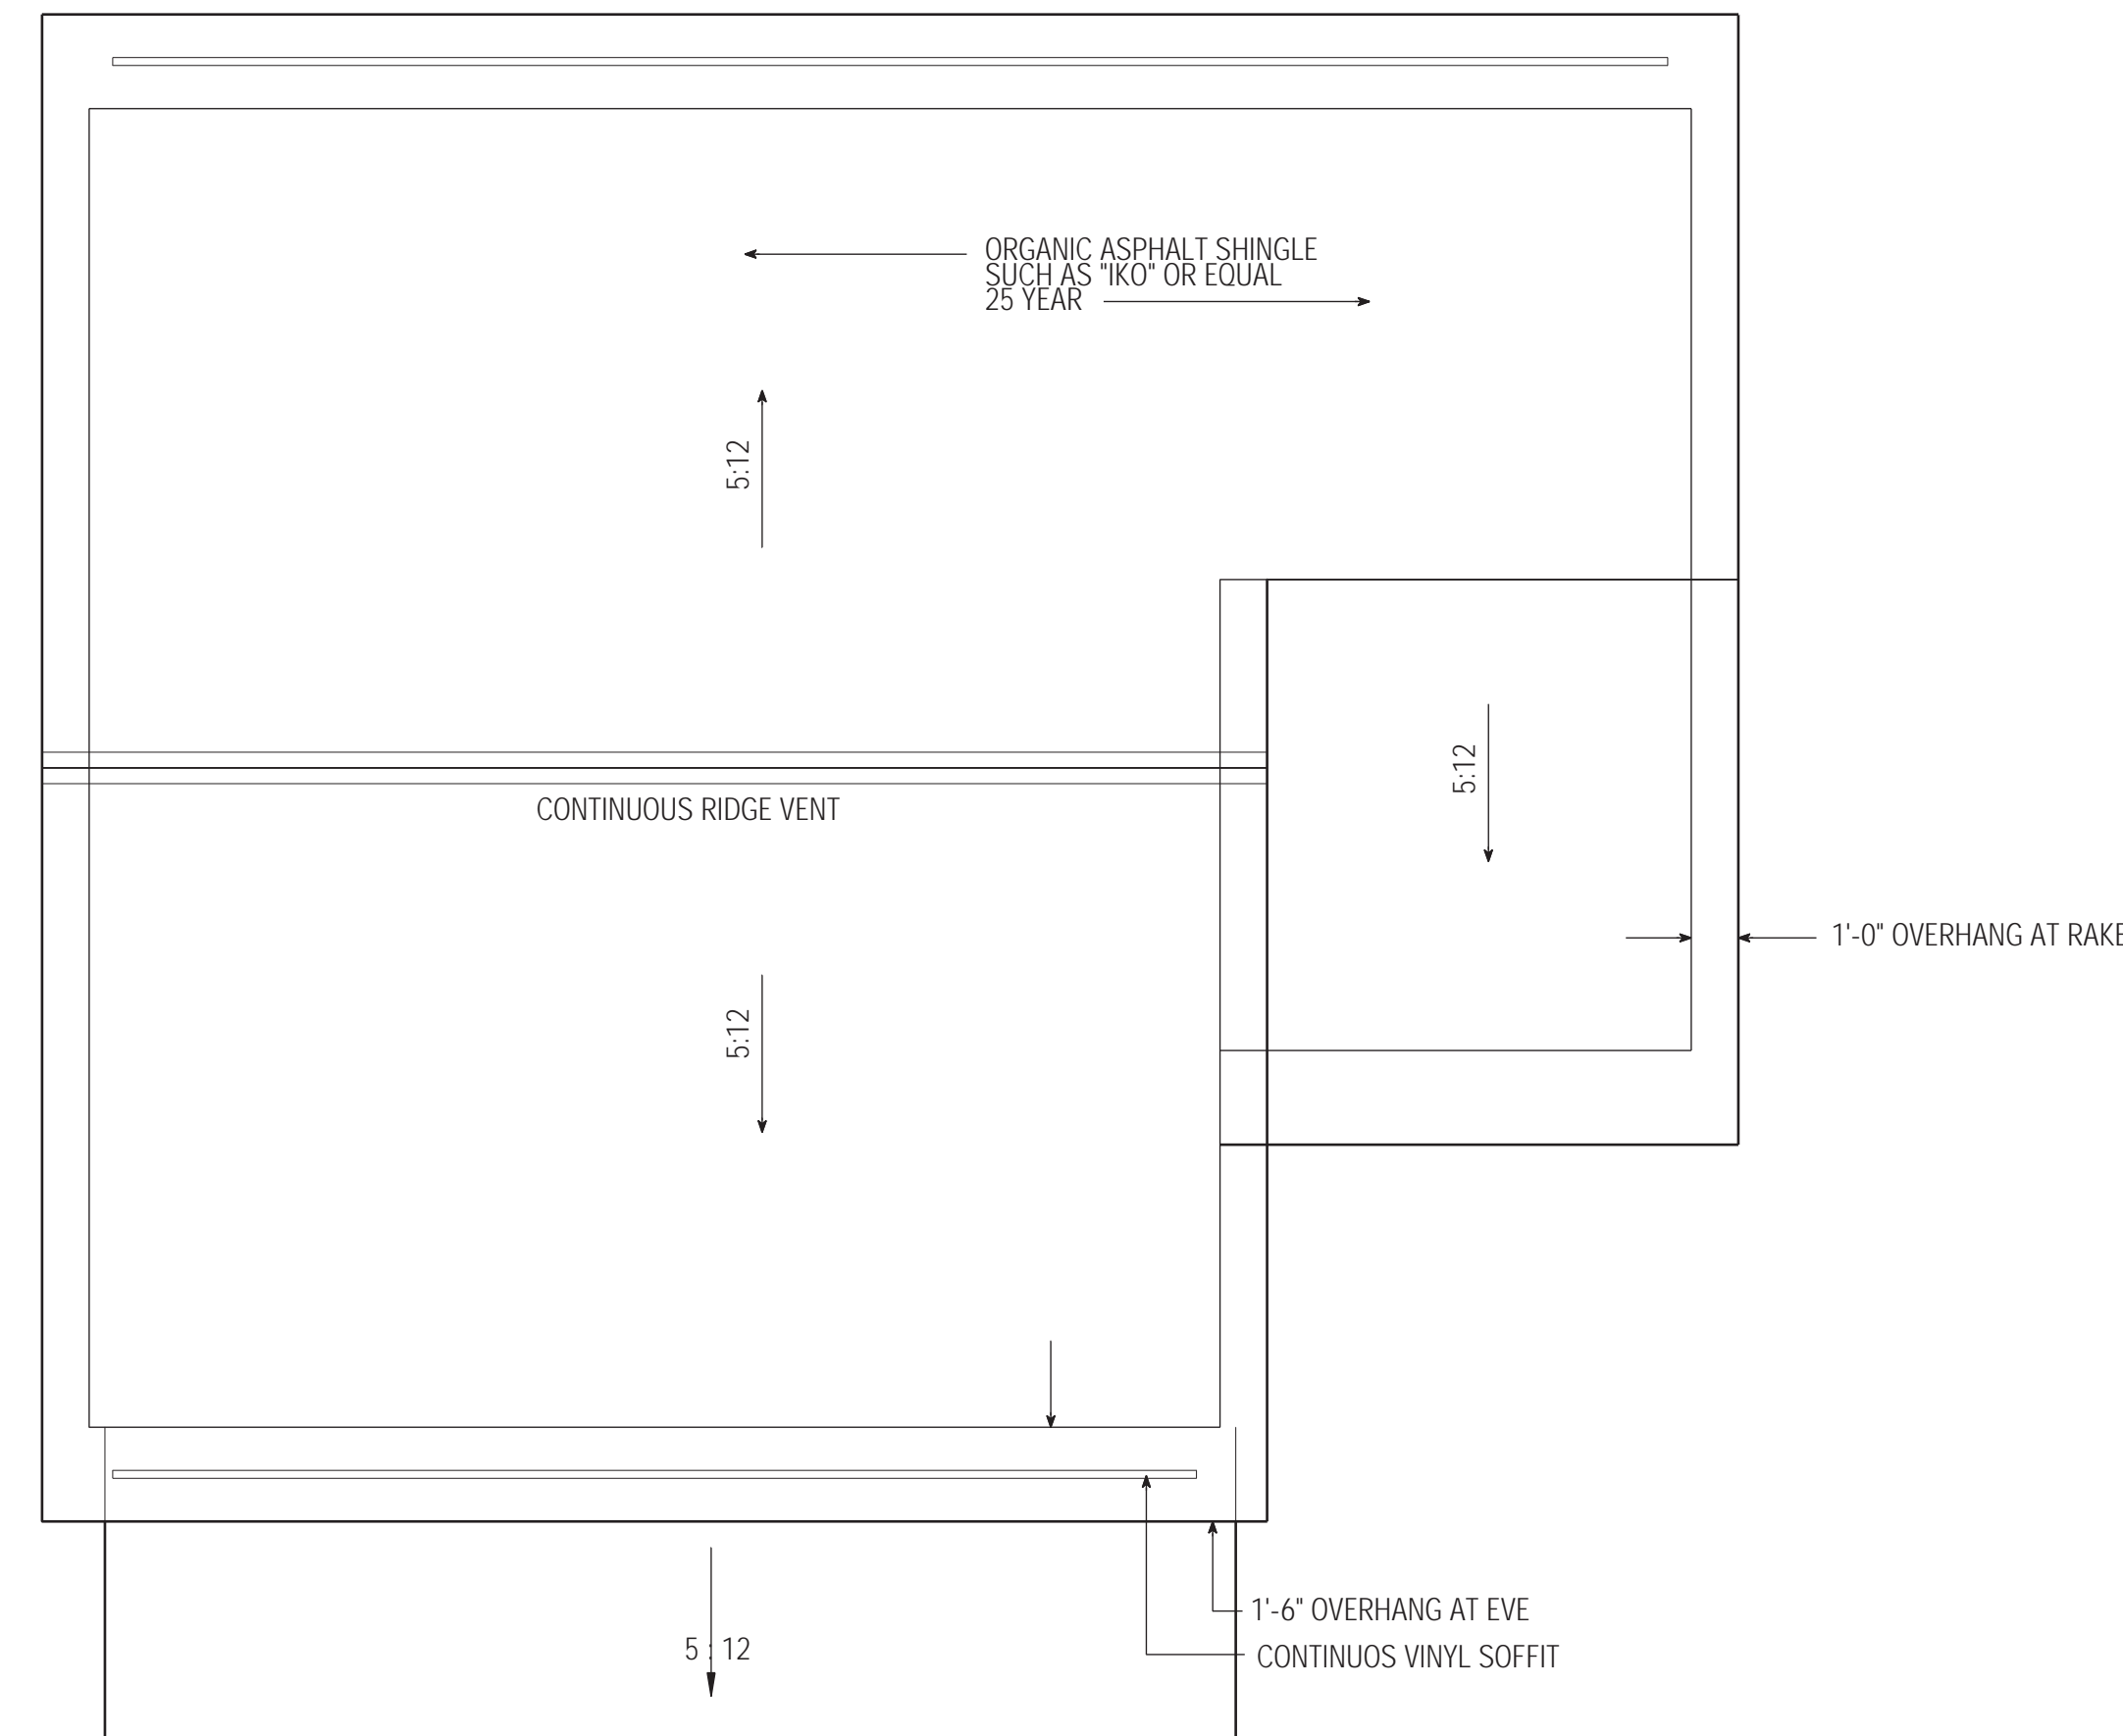 ORGANIC ASPHALT SHINGLE
SUCH AS "IKO" OR EQUAL
25 YEAR
5:12
5:12
CONTINUOUS RIDGE VENT
1'-0" OVERHANG AT RAKE
5:12
1'-6" OVERHANG AT EVE
5 : 12
CONTINUOS VINYL SOFFIT